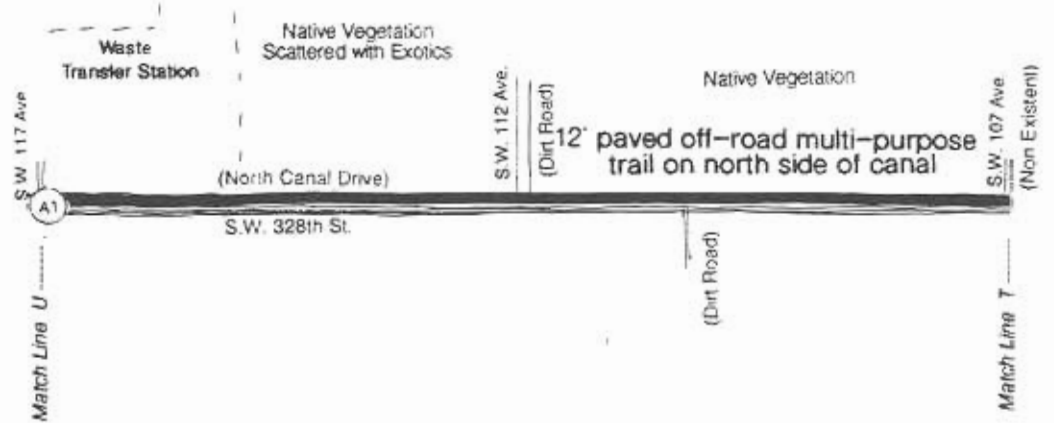 Waste
Transfer Station
Native Vegetation
Scattered with Exotics
Native Vegetation
S.W. 117 Ave
S.W. 112 Ave.
(Dirt Road)
12' paved off-road multi-purpose
trail on north side of canal
S.W. 107 Ave.
(Non Existent)
(North Canal Drive)
A1
S.W. 328th St.
(Dirt Road)
Match Line U
Match Line T